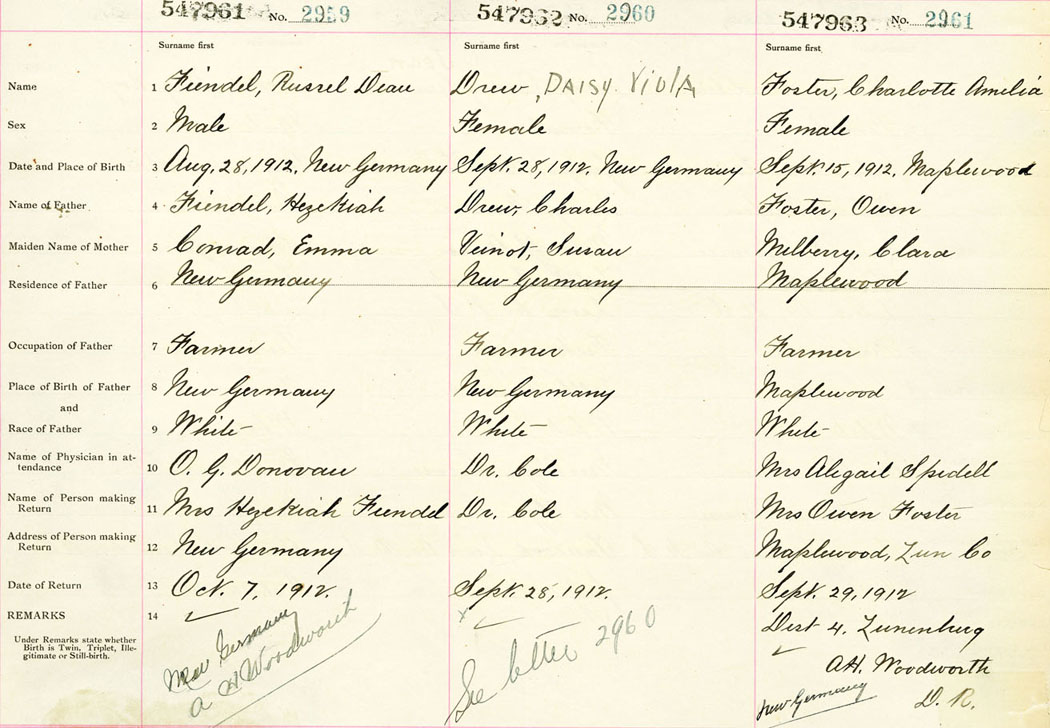 547961 No. 2959 547962 No. 2960 547963 No. 2961
Surname first Surname first Surname first
Name 1 Feindel, Russel Dean Drew, DAISY VIOLA Foster, Charlotte Amelia
Sex 2 Male Female Female
Date and Place of Birth 3 Aug. 28, 1912, New Germany Sept. 28, 1912, New Germany Sept. 15, 1912, Maplewood
Name of Father 4 Feindel, Hezekiah Drew, Charles Foster, Owen
Maiden Name of Mother 5 Conrad, Emma Veinot, Susan Melberry, Clara
Residence of Father 6 New Germany New Germany Maplewood
Occupation of Father 7 Farmer Farmer Farmer
Place of Birth of Father 8 New Germany New Germany Maplewood
and
Race of Father 9 White White White
Name of Physician in at-
tendance 10 O. G. Donovan Dr. Cole Mrs Abigail Spidell
Name of Person making
Return 11 Mrs Hezekiah Feindel Dr. Cole Mrs Owen Foster
Address of Person making
Return 12 New Germany Maplewood, Lun Co
Date of Return 13 Oct. 7, 1912. Sept. 28, 1912. Sept. 29, 1912
REMARKS 14
Under Remarks state whether
Birth is Twin, Triplet, Ille-
gitimate or Still-birth.
New Germany
A H Woodworth
See letter 2960
Dist 4. Lunenburg
A.H. Woodworth
New Germany D. R.